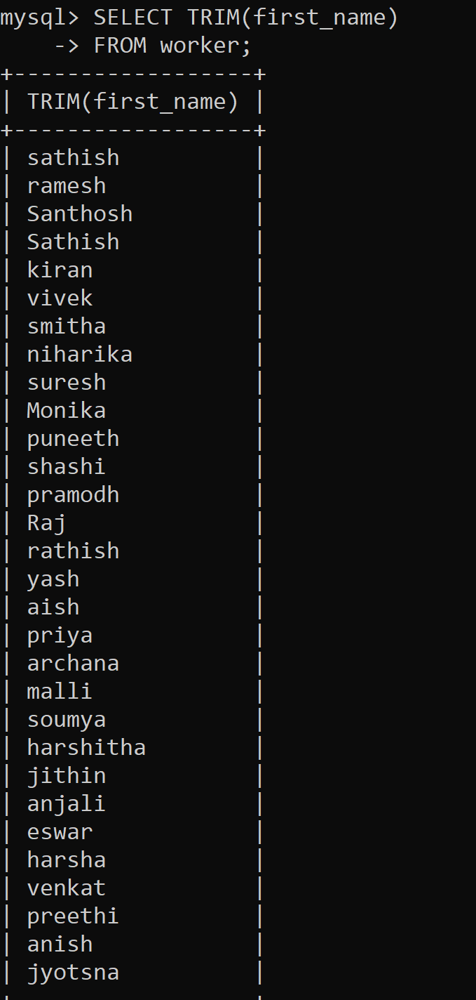 mysql> SELECT TRIM(first_name)
    -> FROM worker;
+------------------+
| TRIM(first_name) |
+------------------+
| sathish          |
| ramesh           |
| Santhosh         |
| Sathish          |
| kiran            |
| vivek            |
| smitha           |
| niharika         |
| suresh           |
| Monika           |
| puneeth          |
| shashi           |
| pramodh          |
| Raj              |
| rathish          |
| yash             |
| aish             |
| priya            |
| archana          |
| malli            |
| soumya           |
| harshitha        |
| jithin           |
| anjali           |
| eswar            |
| harsha           |
| venkat           |
| preethi          |
| anish            |
| jyotsna          |